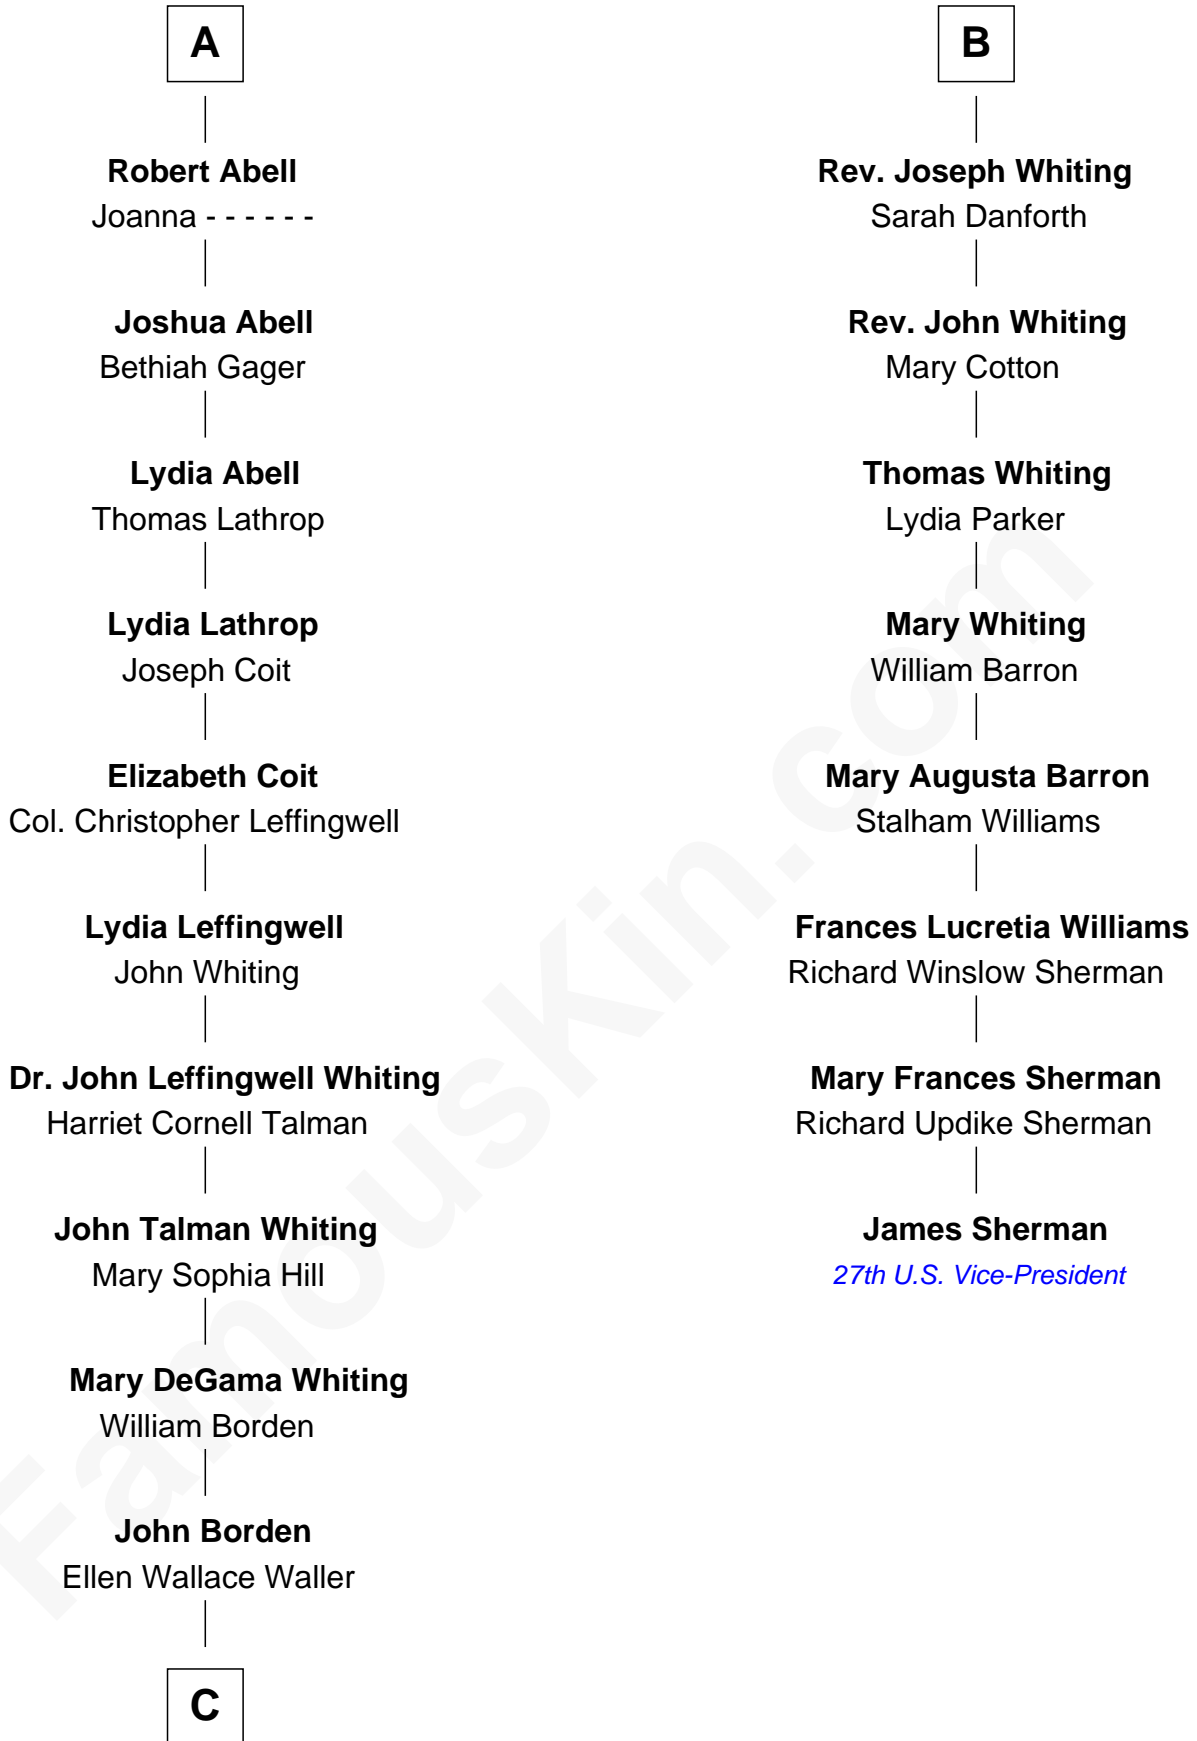 A
Robert Abell
Joanna - - - - - -
Joshua Abell
Bethiah Gager
Lydia Abell
Thomas Lathrop
Lydia Lathrop
Joseph Coit
Elizabeth Coit
Col. Christopher Leffingwell
Lydia Leffingwell
John Whiting
Dr. John Leffingwell Whiting
Harriet Cornell Talman
John Talman Whiting
Mary Sophia Hill
Mary DeGama Whiting
William Borden
John Borden
Ellen Wallace Waller
C
B
Rev. Joseph Whiting
Sarah Danforth
Rev. John Whiting
Mary Cotton
Thomas Whiting
Lydia Parker
Mary Whiting
William Barron
Mary Augusta Barron
Stalham Williams
Frances Lucretia Williams
Richard Winslow Sherman
Mary Frances Sherman
Richard Updike Sherman
James Sherman
27th U.S. Vice-President
FamousKin.com